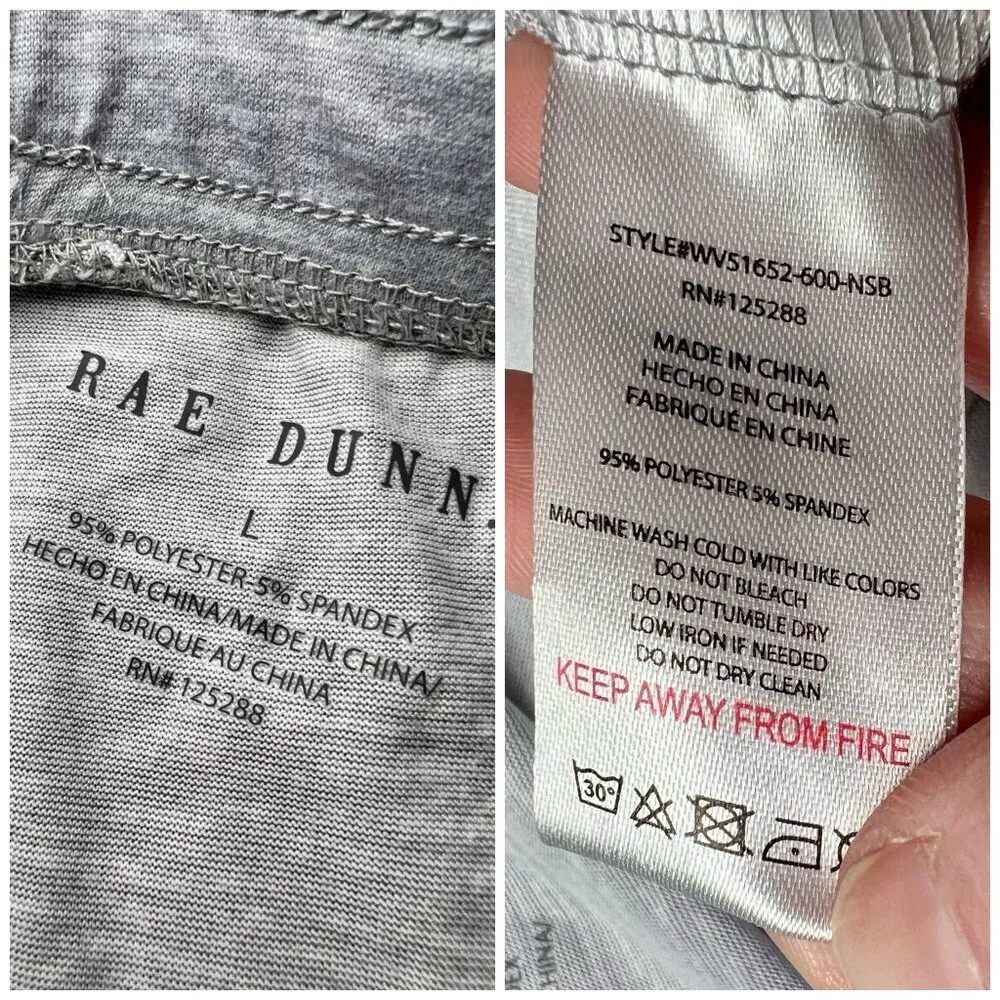 RAE DUNN.
L
95% POLYESTER 5% SPANDEX
HECHO EN CHINA/MADE IN CHINA/
FABRIQUE AU CHINA
RN# 125288
STYLE#WV51652-600-NSB
RN#125288
MADE IN CHINA
HECHO EN CHINA
FABRIQUÉ EN CHINE
95% POLYESTER 5% SPANDEX
MACHINE WASH COLD WITH LIKE COLORS
DO NOT BLEACH
DO NOT TUMBLE DRY
LOW IRON IF NEEDED
DO NOT DRY CLEAN
KEEP AWAY FROM FIRE
30°